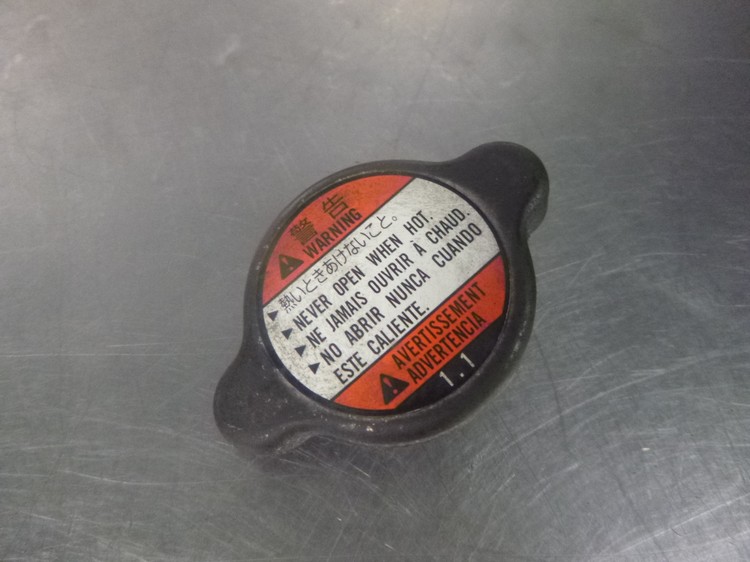 警告
WARNING
▶熱いときあけないこと。
▶NEVER OPEN WHEN HOT.
▶NE JAMAIS OUVRIR À CHAUD.
▶NO ABRIR NUNCA CUANDO
ESTE CALIENTE.
AVERTISSEMENT
ADVERTENCIA
1.1